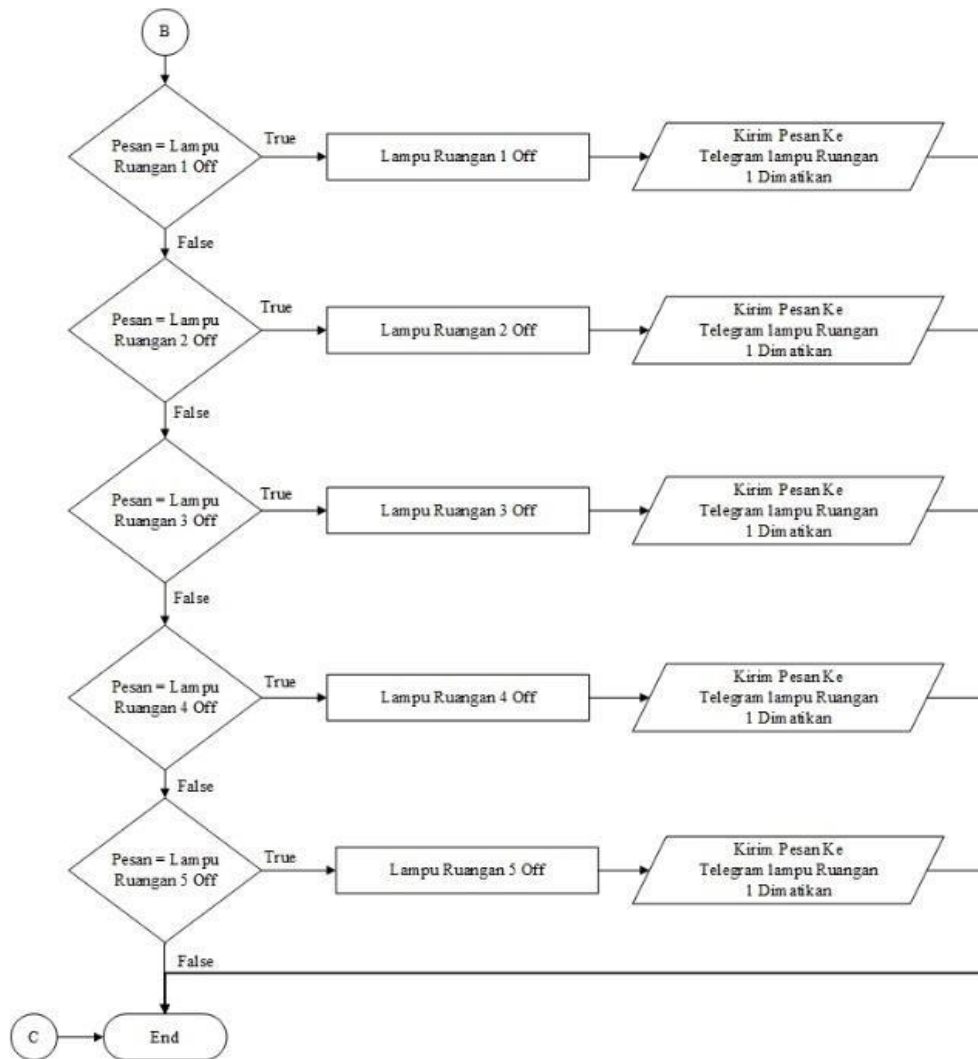 B
Pesan = Lampu
Ruangan 1 Off
True
Lampu Ruangan 1 Off
Kirim Pesan Ke
Telegram lampu Ruangan
1 Dimatikan
False
Pesan = Lampu
Ruangan 2 Off
True
Lampu Ruangan 2 Off
Kirim Pesan Ke
Telegram lampu Ruangan
1 Dimatikan
False
Pesan = Lampu
Ruangan 3 Off
True
Lampu Ruangan 3 Off
Kirim Pesan Ke
Telegram lampu Ruangan
1 Dimatikan
False
Pesan = Lampu
Ruangan 4 Off
True
Lampu Ruangan 4 Off
Kirim Pesan Ke
Telegram lampu Ruangan
1 Dimatikan
False
Pesan = Lampu
Ruangan 5 Off
True
Lampu Ruangan 5 Off
Kirim Pesan Ke
Telegram lampu Ruangan
1 Dimatikan
False
C
End